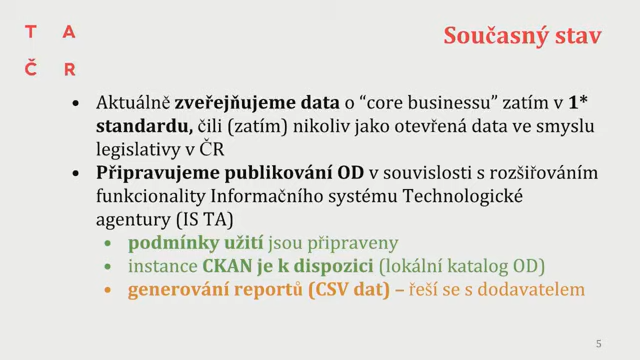 T A
Č R
Současný stav
• Aktuálně zveřejňujeme data o “core businessu” zatím v 1*
standardu, čili (zatím) nikoliv jako otevřená data ve smyslu
legislativy v ČR
• Připravujeme publikování OD v souvislosti s rozšiřováním
funkcionality Informačního systému Technologické
agentury (IS TA)
• podmínky užití jsou připraveny
• instance CKAN je k dispozici (lokální katalog OD)
• generování reportů (CSV dat) – řeší se s dodavatelem
5